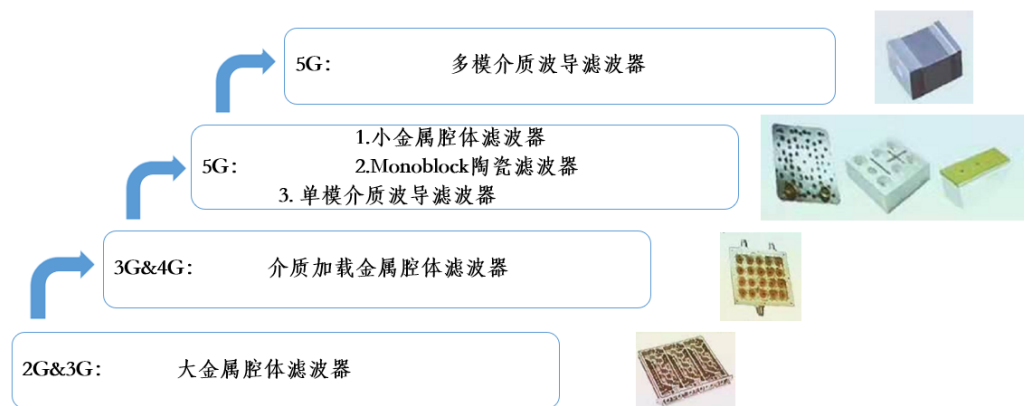 5G： 多模介质波导滤波器
1.小金属腔体滤波器
5G： 2.Monoblock陶瓷滤波器
3. 单模介质波导滤波器
3G&4G： 介质加载金属腔体滤波器
2G&3G： 大金属腔体滤波器